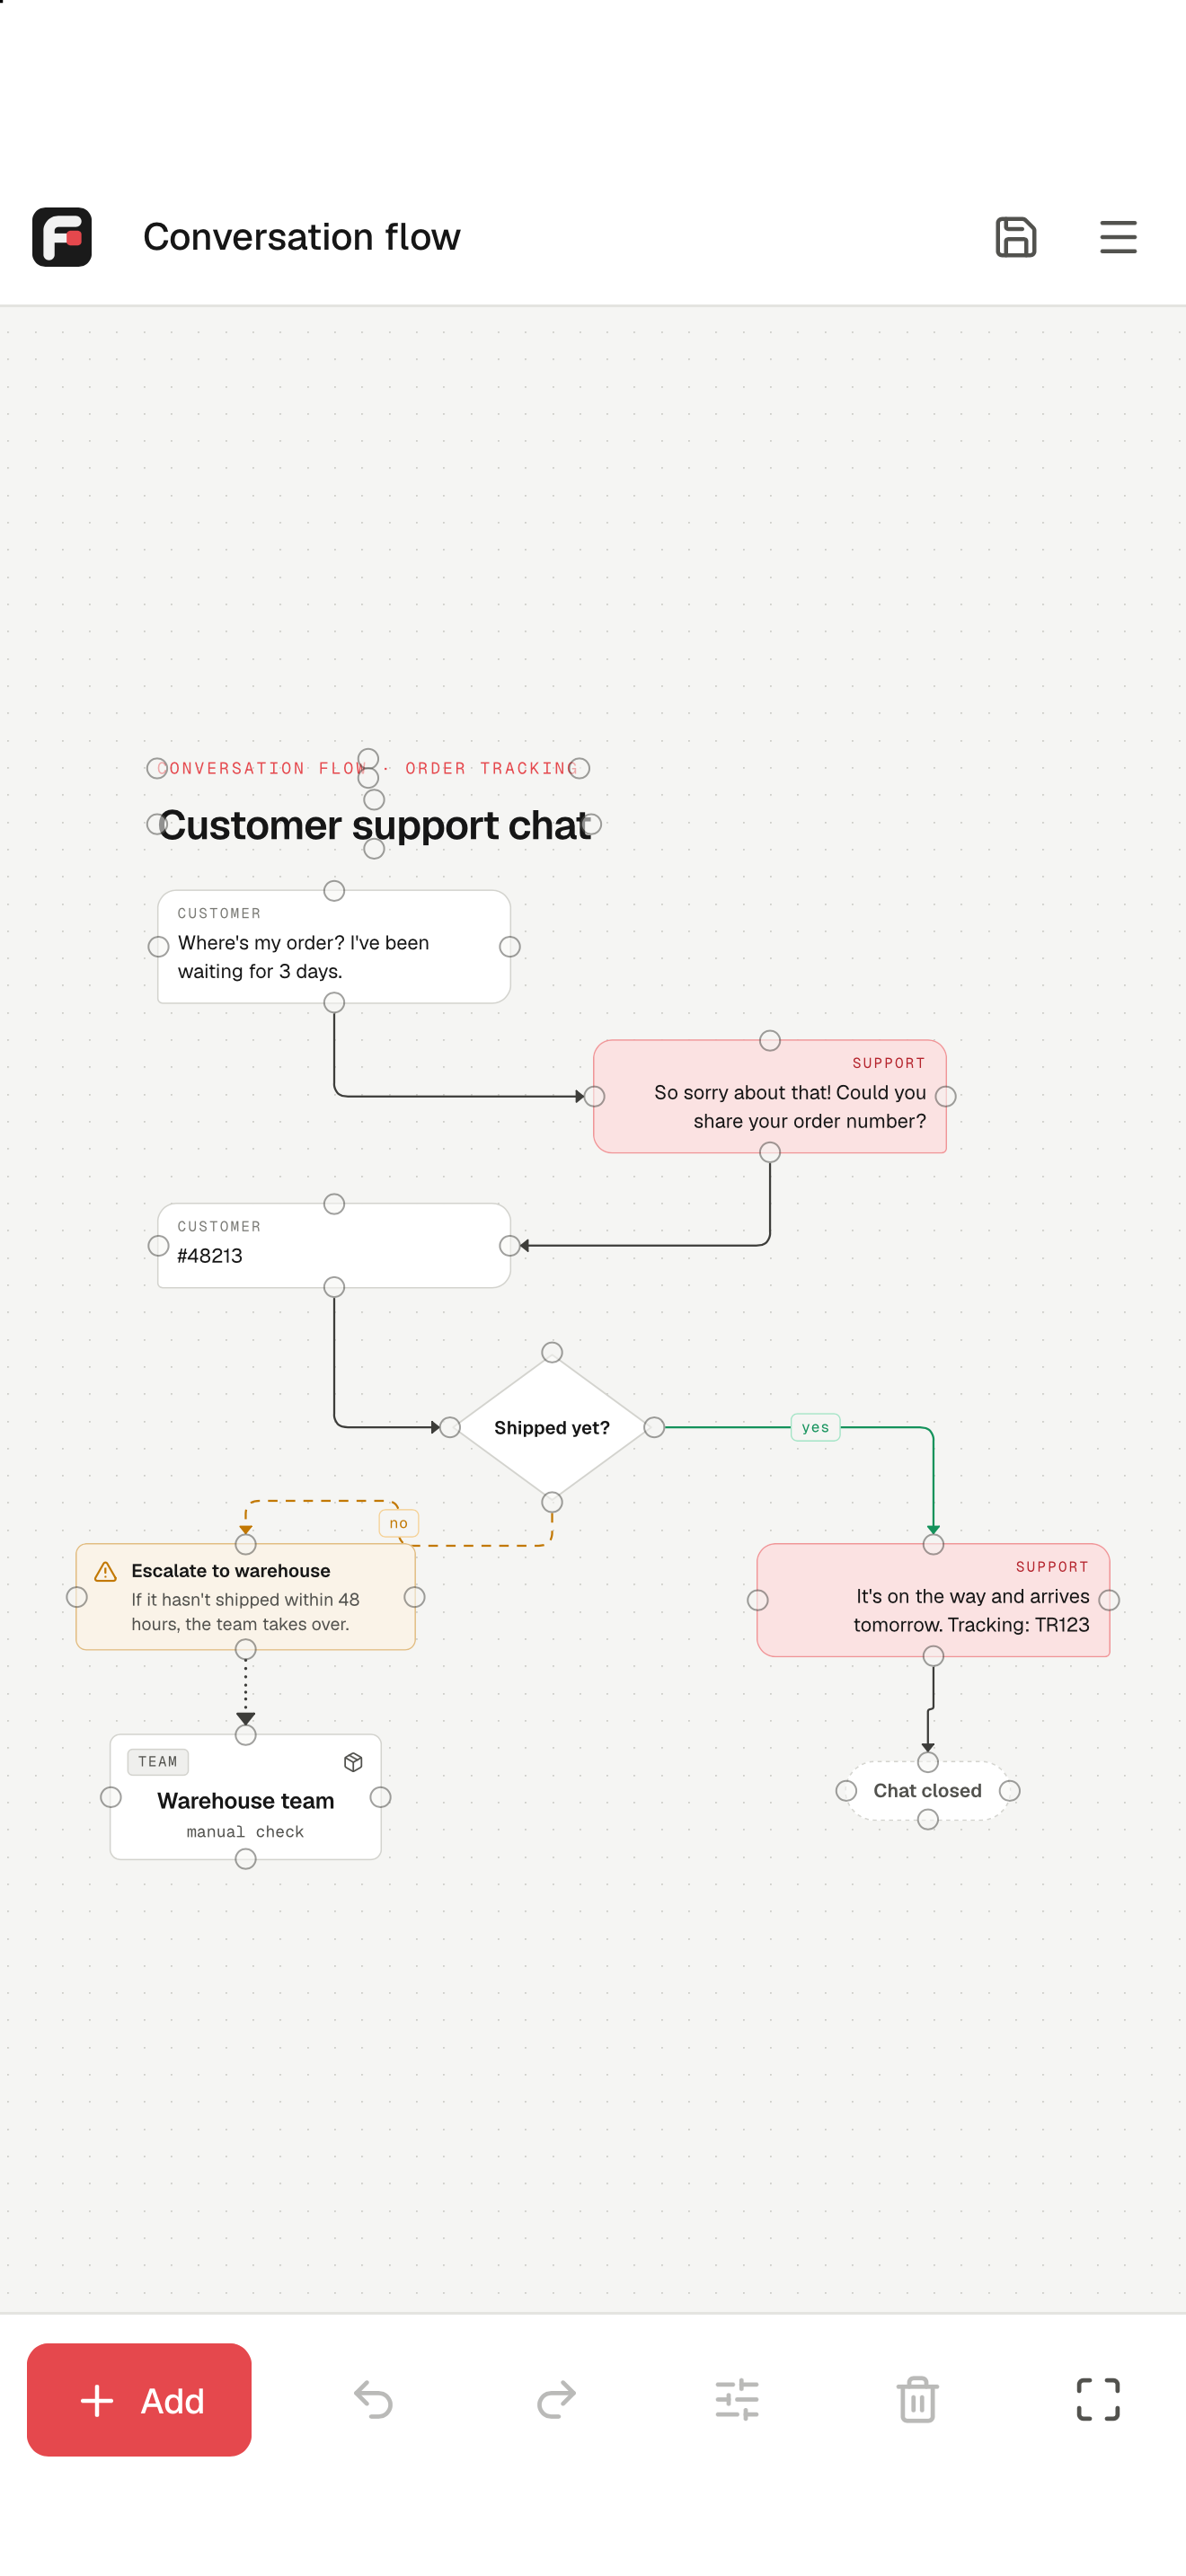 Conversation flow
CONVERSATION FLOW · ORDER TRACKING
Customer support chat
CUSTOMER
Where's my order? I've been
waiting for 3 days.
SUPPORT
So sorry about that! Could you
share your order number?
CUSTOMER
#48213
Shipped yet?
yes
no
Escalate to warehouse
If it hasn't shipped within 48
hours, the team takes over.
SUPPORT
It's on the way and arrives
tomorrow. Tracking: TR123
TEAM
Warehouse team
manual check
Chat closed
Add